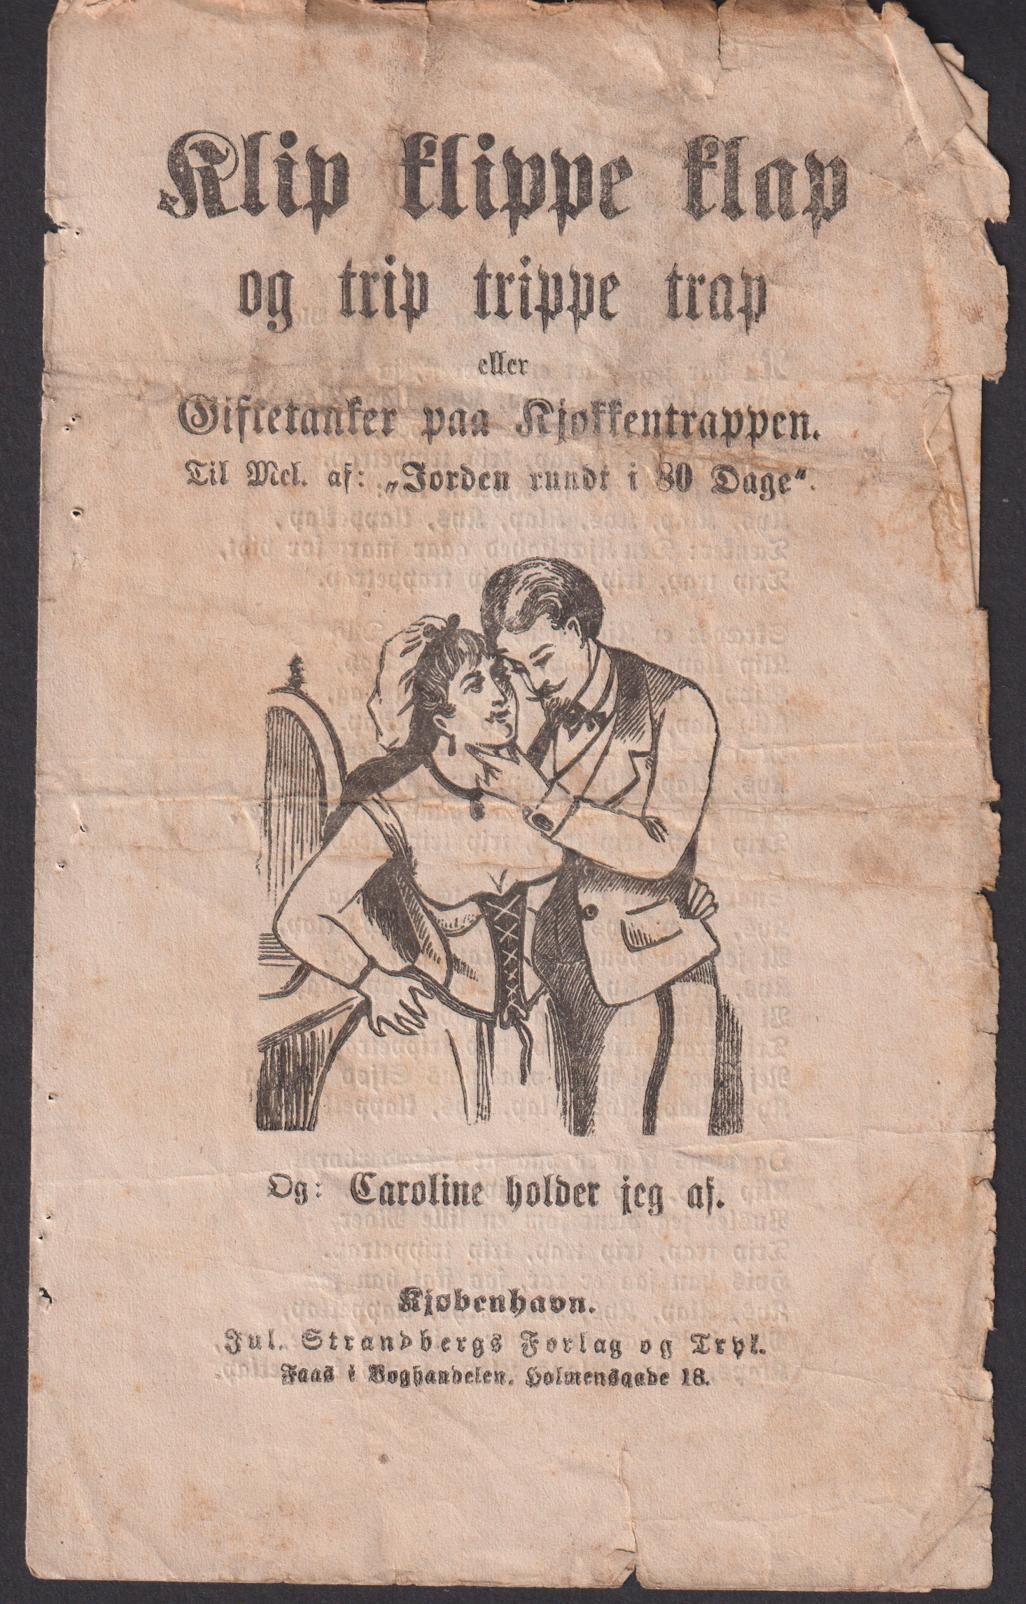 Klip klippe klap
og trip trippe trap
eller
Giftetanker paa Kjøkkentrappen.
Til Mel. af: „Jorden rundt i 80 Dage“.
Og: Caroline holder jeg af.
Kjøbenhavn.
Jul. Strandbergs Forlag og Tryk.
Faas i Boghandelen, Holmensgade 18.